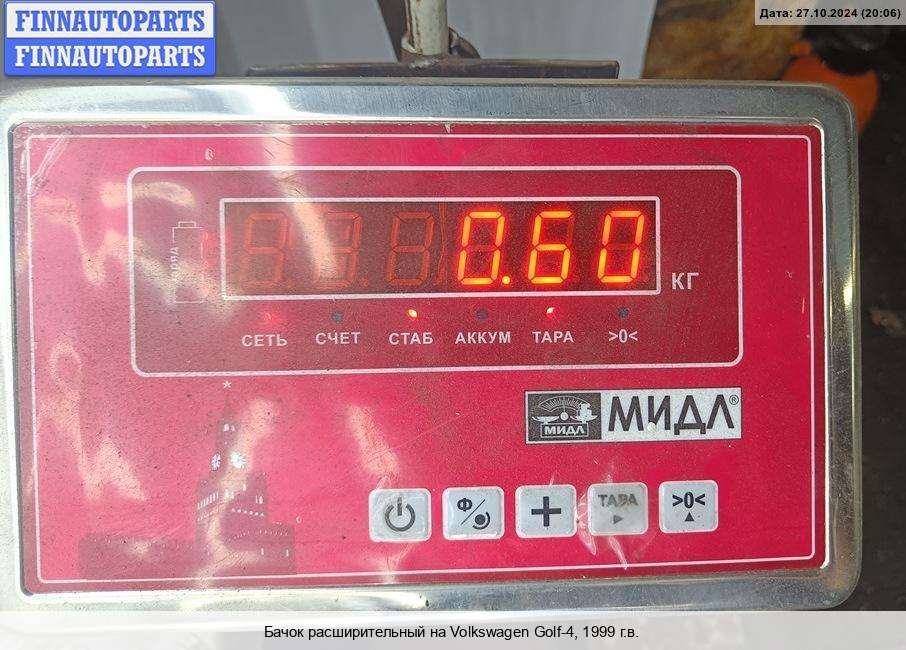 FINNAUTOPARTS
FINNAUTOPARTS
Дата: 27.10.2024 (20:06)
0.60
КГ
СЕТЬ СЧЕТ СТАБ АККУМ ТАРА >0<
МИДЛ МИДЛ®
Ф/ + ТАРА >0<
Бачок расширительный на Volkswagen Golf-4, 1999 г.в.